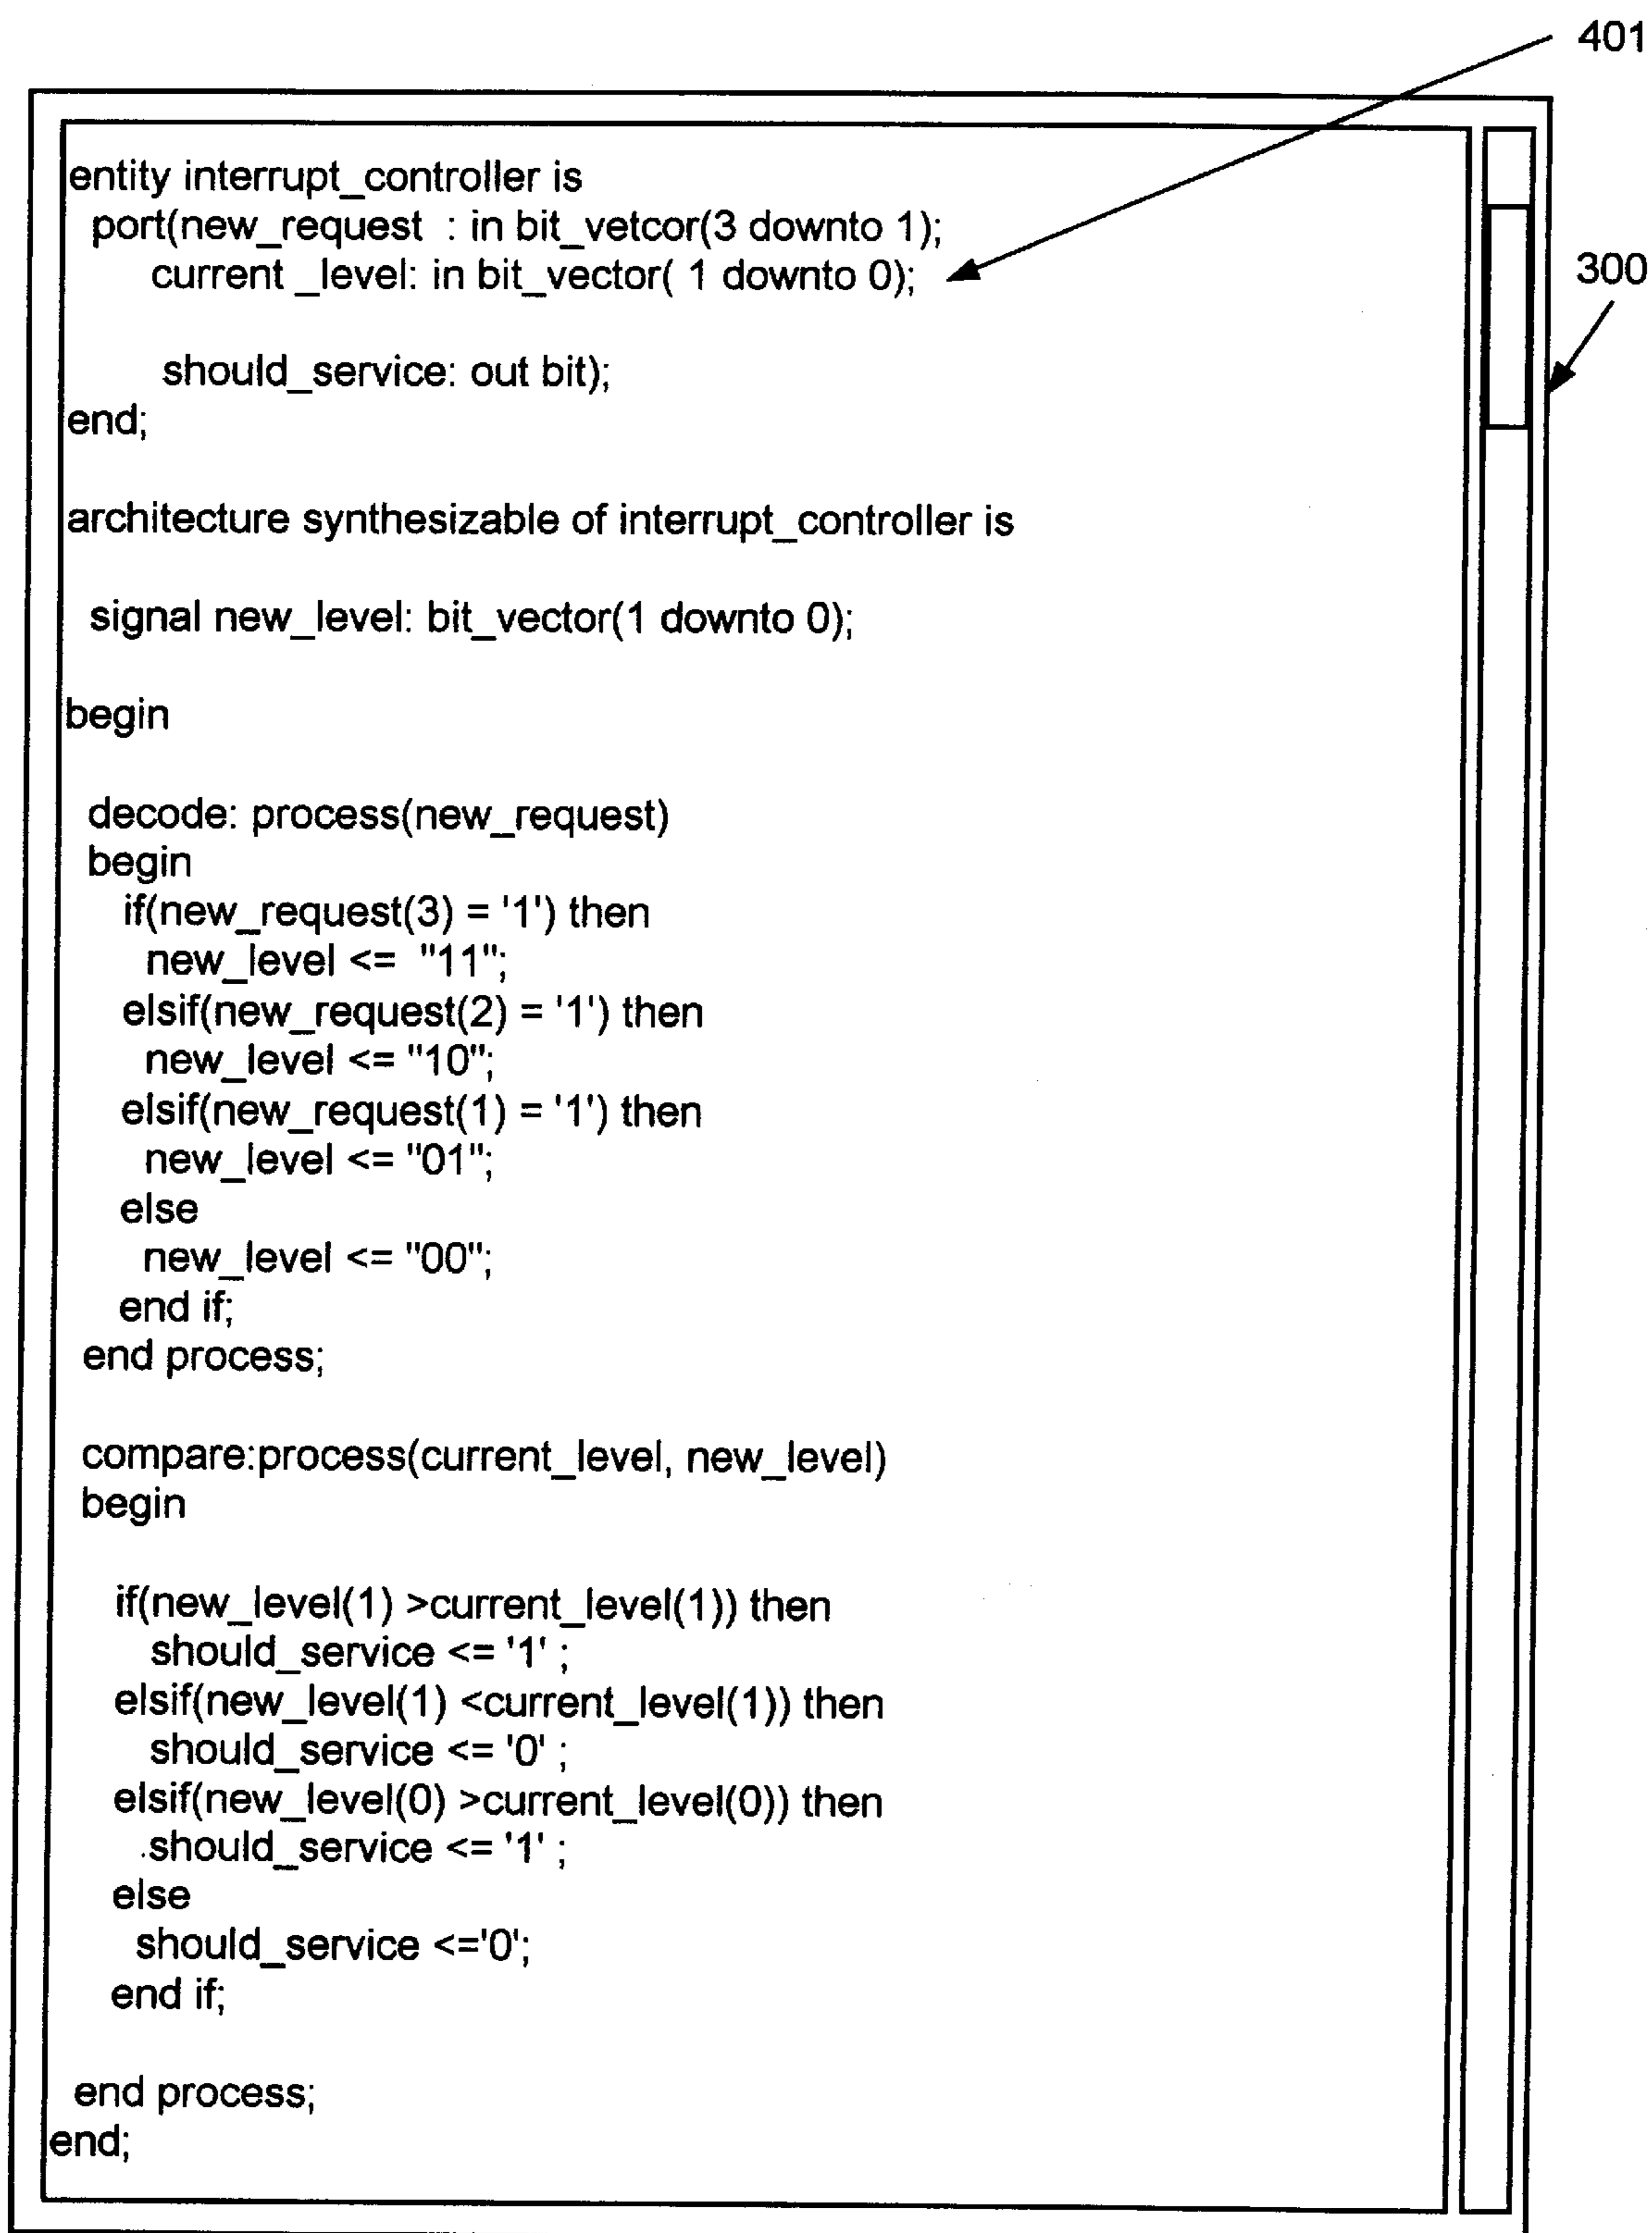 401
entity interrupt_controller is
port(new_request : in bit_vetcor(3 downto 1);
current _level: in bit_vector( 1 downto 0);
300
should_service: out bit);
end;
architecture synthesizable of interrupt_controller is
signal new_level: bit_vector(1 downto 0);
begin
decode: process(new_request)
begin
if(new_request(3) = '1') then
new_level <= "11";
elsif(new_request(2) = '1') then
new_level <= "10";
elsif(new_request(1) = '1') then
new_level <= "01";
else
new_level <= "00";
end if;
end process;
compare:process(current_level, new_level)
begin
if(new_level(1) >current_level(1)) then
should_service <= '1' ;
elsif(new_level(1) <current_level(1)) then
should_service <= '0' ;
elsif(new_level(0) >current_level(0)) then
should_service <= '1' ;
else
should_service <='0';
end if;
end process;
end;